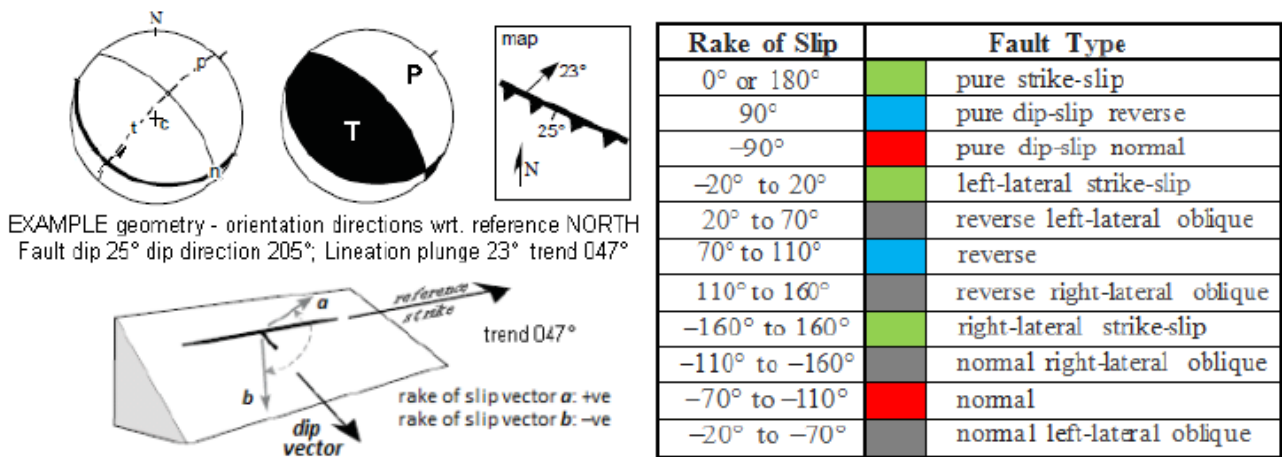 N
p
c
t
n
P
T
map
23°
25°
N
EXAMPLE geometry - orientation directions wrt. reference NORTH
Fault dip 25° dip direction 205°; Lineation plunge 23° trend 047°
a
reference
strike
trend 047°
b
rake of slip vector a: +ve
rake of slip vector b: –ve
dip
vector
Rake of Slip Fault Type
0° or 180° pure strike-slip
90° pure dip-slip reverse
–90° pure dip-slip normal
–20° to 20° left-lateral strike-slip
20° to 70° reverse left-lateral oblique
70° to 110° reverse
110° to 160° reverse right-lateral oblique
–160° to 160° right-lateral strike-slip
–110° to –160° normal right-lateral oblique
–70° to –110° normal
–20° to –70° normal left-lateral oblique